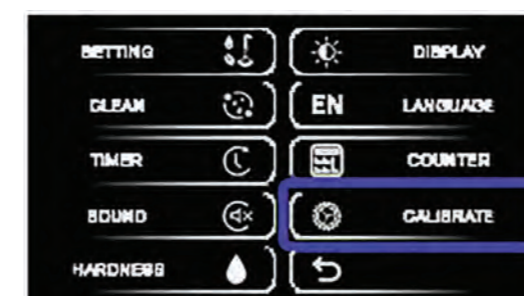 SETTING
CLEAN
TIMER
SOUND
HARDNESS
DISPLAY
EN LANGUAGE
COUNTER
CALIBRATE